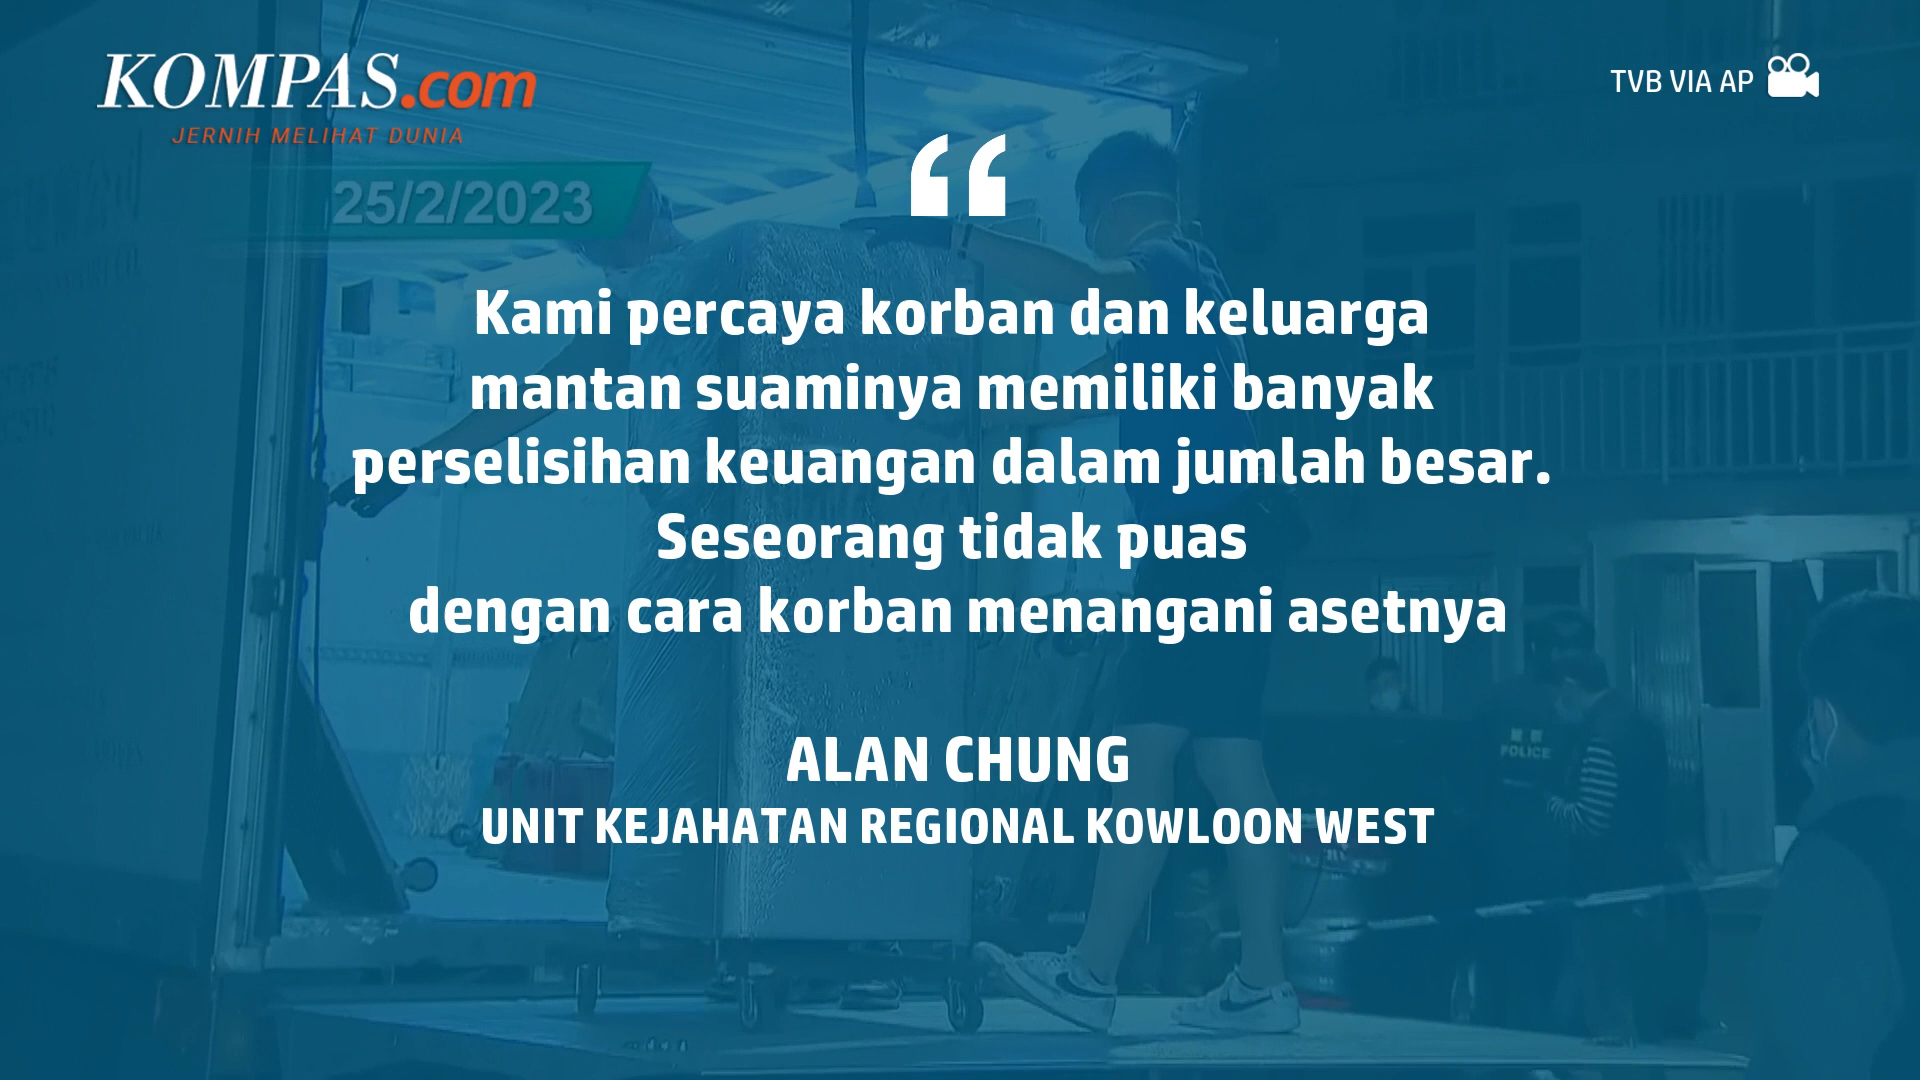 KOMPAS.com
JERNIH MELIHAT DUNIA
TVB VIA AP
25/2/2023
“
Kami percaya korban dan keluarga
mantan suaminya memiliki banyak
perselisihan keuangan dalam jumlah besar.
Seseorang tidak puas
dengan cara korban menangani asetnya
ALAN CHUNG
UNIT KEJAHATAN REGIONAL KOWLOON WEST
POLICE